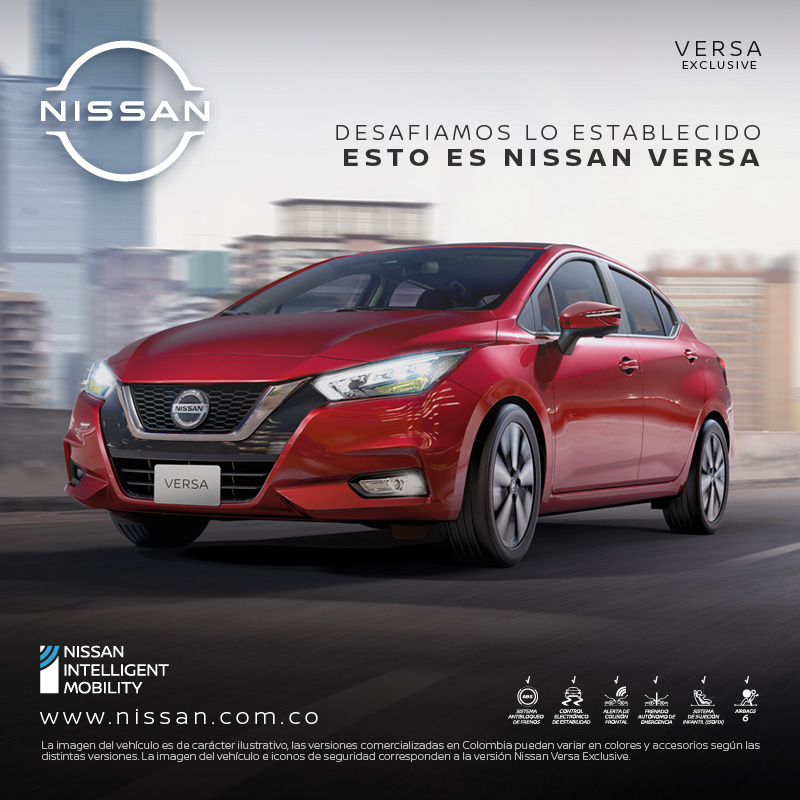 NISSAN
VERSA
EXCLUSIVE
DESAFIAMOS LO ESTABLECIDO
ESTO ES NISSAN VERSA
NISSAN
VERSA
NISSAN
INTELLIGENT
MOBILITY
www.nissan.com.co
ABS
SISTEMA
ANTIBLOQUEO
DE FRENOS
CONTROL
ELECTRÓNICO
DE ESTABILIDAD
ALERTA DE
COLISIÓN
FRONTAL
FRENADO
AUTÓNOMO DE
EMERGENCIA
SISTEMA
DE SUJECIÓN
INFANTIL (ISOFIX)
AIRBAGS
6
La imagen del vehículo es de carácter ilustrativo, las versiones comercializadas en Colombia pueden variar en colores y accesorios según las
distintas versiones. La imagen del vehículo e iconos de seguridad corresponden a la versión Nissan Versa Exclusive.